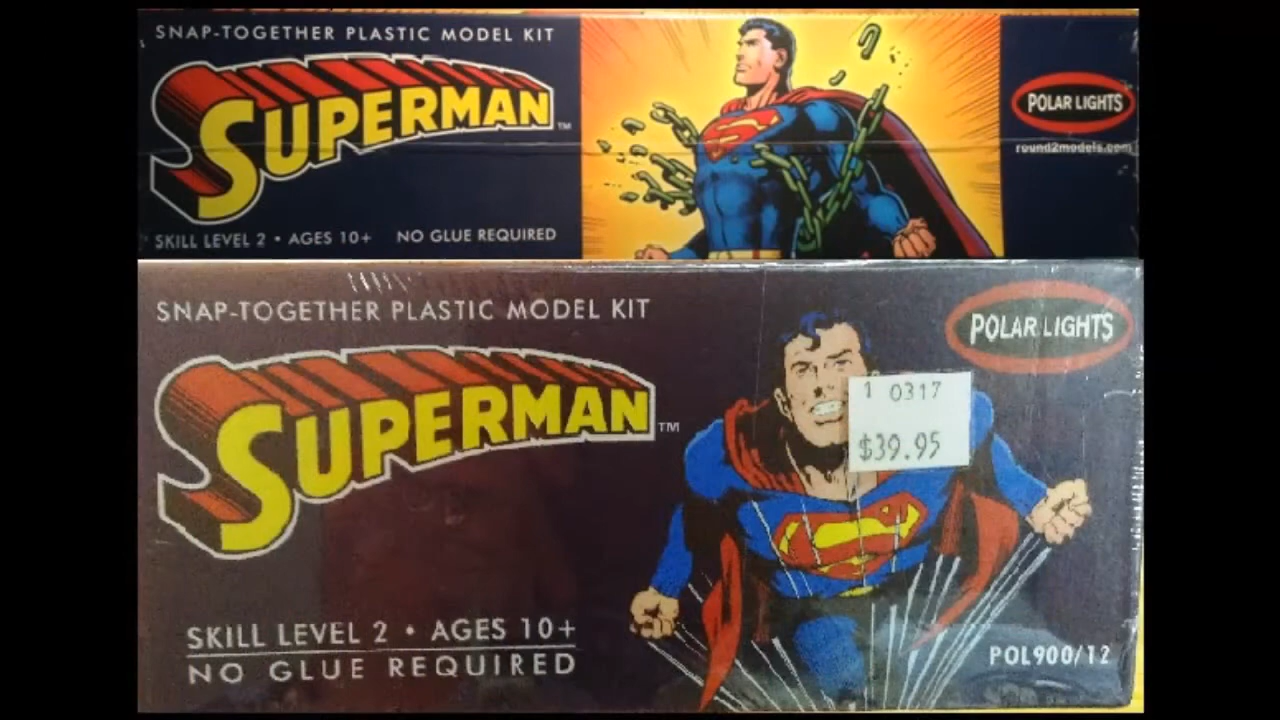 SNAP-TOGETHER PLASTIC MODEL KIT
SUPERMAN™
POLAR LIGHTS
round2models.com
SKILL LEVEL 2 • AGES 10+ NO GLUE REQUIRED
SNAP-TOGETHER PLASTIC MODEL KIT
POLAR LIGHTS
SUPERMAN™
1 0317
$39.95
SKILL LEVEL 2 • AGES 10+
NO GLUE REQUIRED
POL900/12